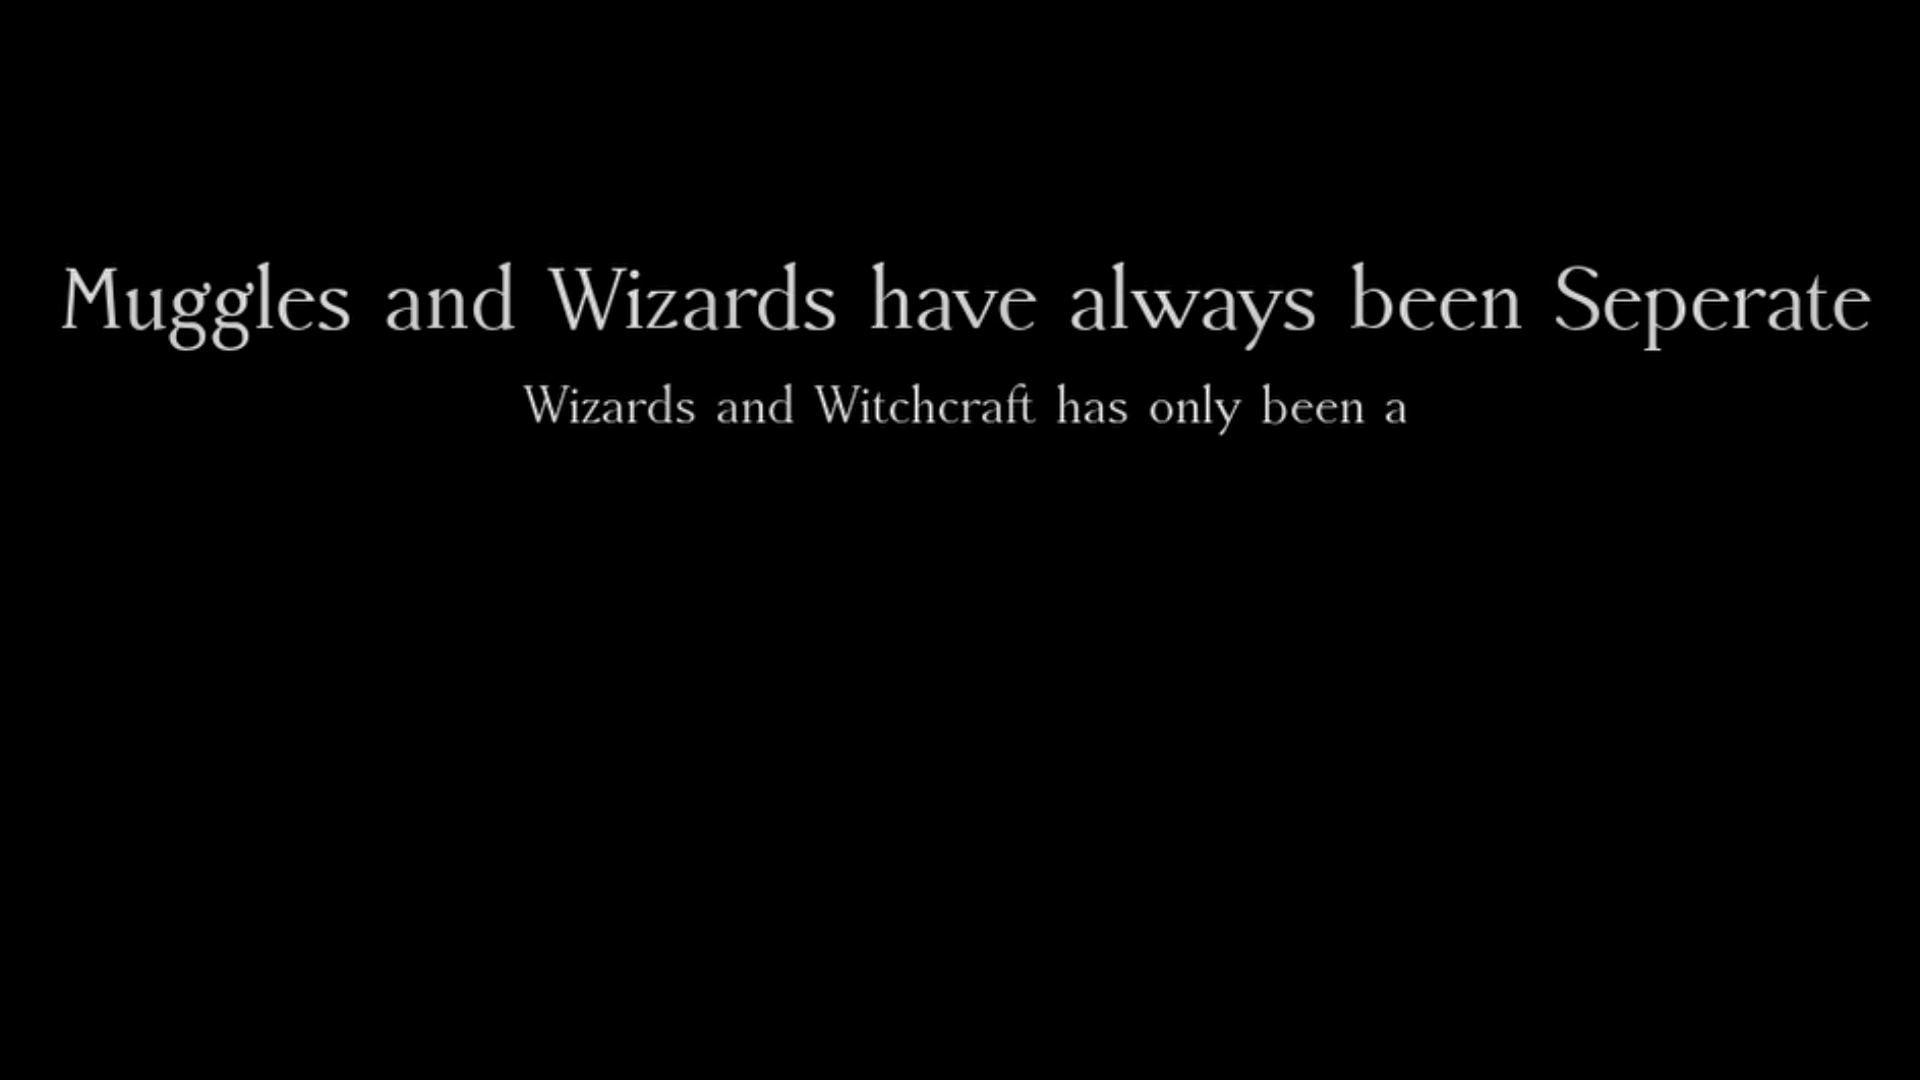 Muggles and Wizards have always been Seperate
Wizards and Witchcraft has only been a